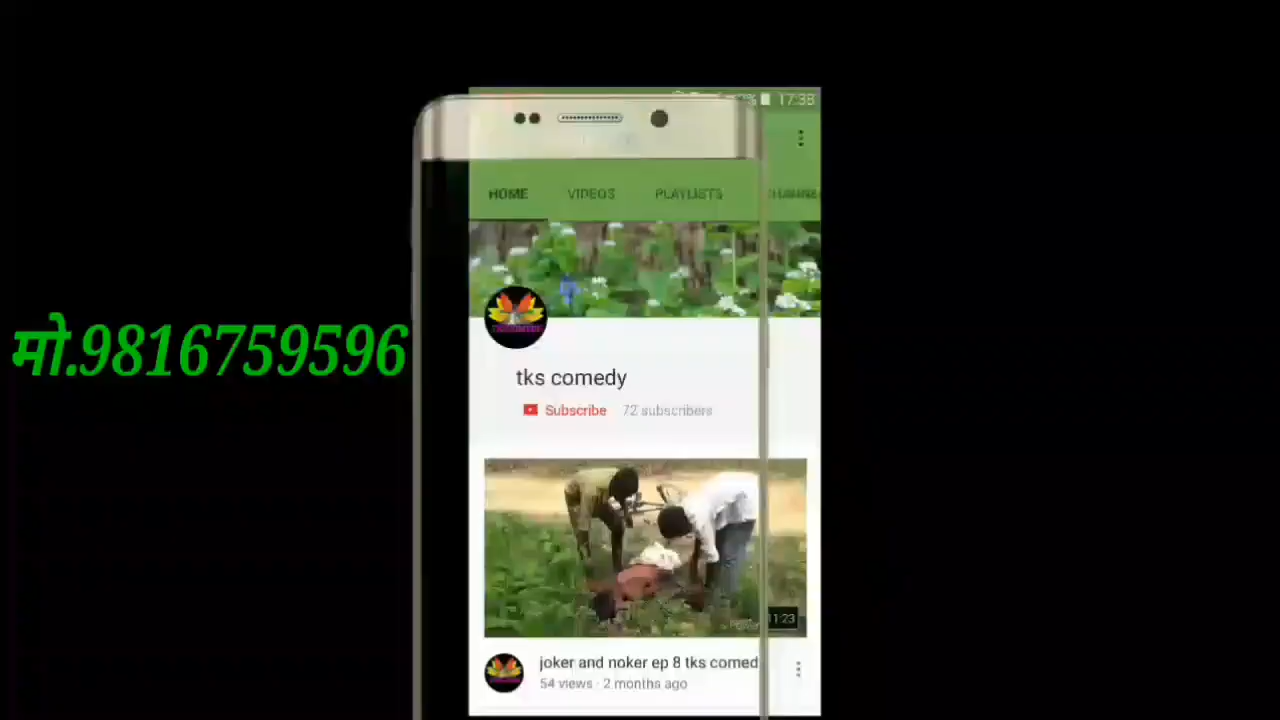 17:38
HOME VIDEOS PLAYLISTS
मो.9816759596
tks comedy
Subscribe 72 subscribers
11:23
joker and noker ep 8 tks comed
54 views · 2 months ago